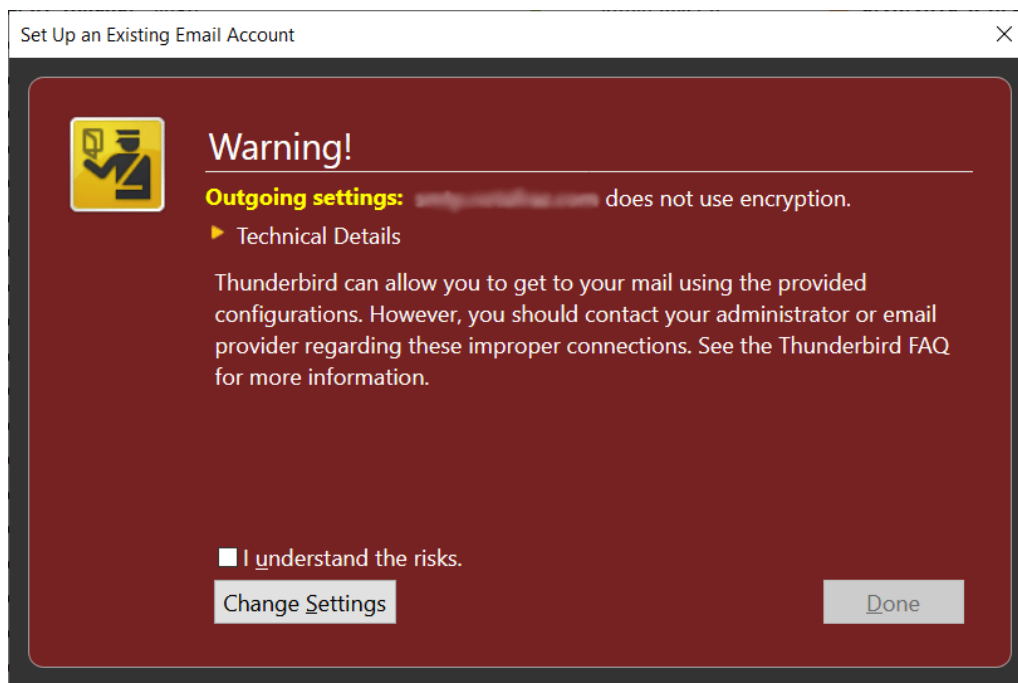 Set Up an Existing Email Account
Warning!
Outgoing settings: does not use encryption.
Technical Details
Thunderbird can allow you to get to your mail using the provided
configurations. However, you should contact your administrator or email
provider regarding these improper connections. See the Thunderbird FAQ
for more information.
I understand the risks.
Change Settings
Done